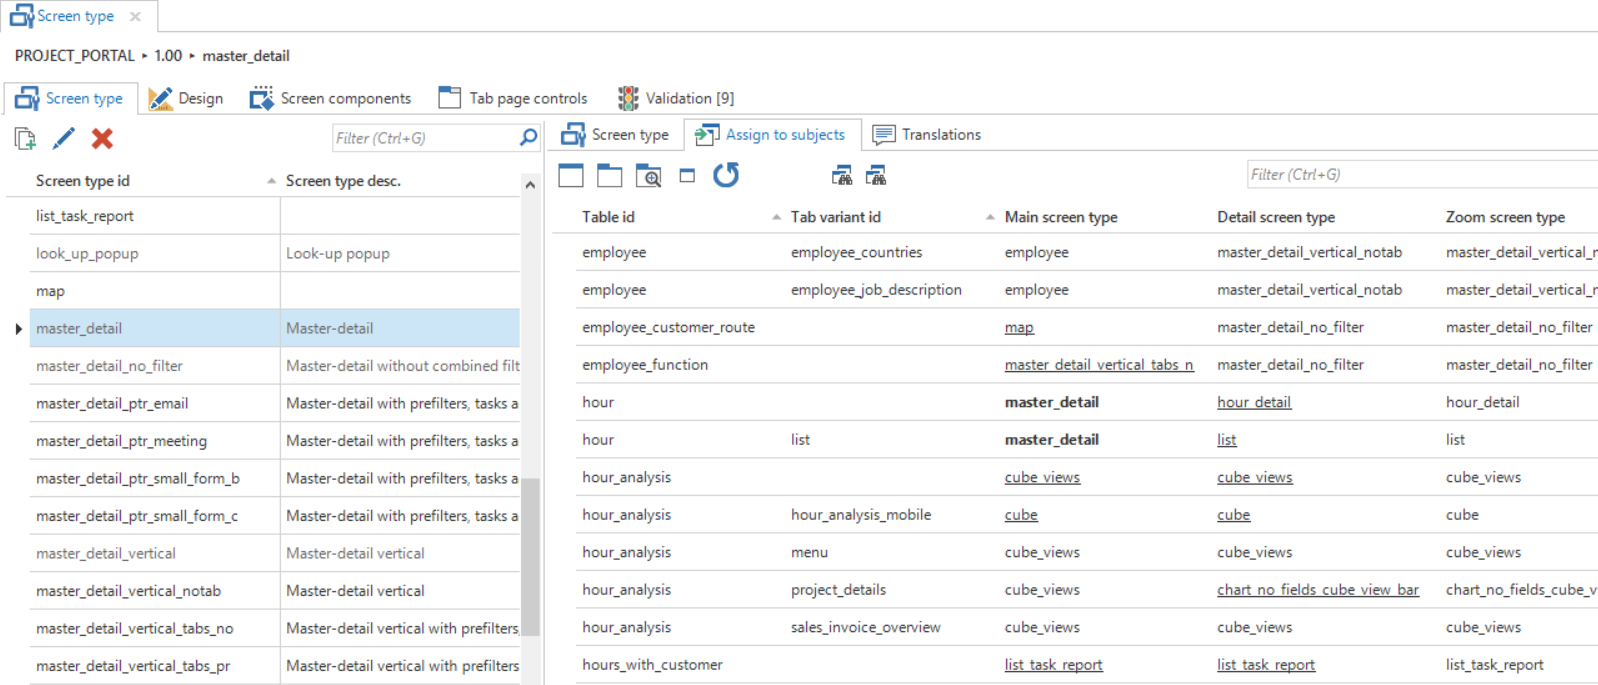 Screen type
PROJECT_PORTAL ▸ 1.00 ▸ master_detail
Screen type Design Screen components Tab page controls Validation [9]
Filter (Ctrl+G)
Screen type id Screen type desc.
list_task_report
look_up_popup Look-up popup
map
master_detail Master-detail
master_detail_no_filter Master-detail without combined filt
master_detail_ptr_email Master-detail with prefilters, tasks a
master_detail_ptr_meeting Master-detail with prefilters, tasks a
master_detail_ptr_small_form_b Master-detail with prefilters, tasks a
master_detail_ptr_small_form_c Master-detail with prefilters, tasks a
master_detail_vertical Master-detail vertical
master_detail_vertical_notab Master-detail vertical
master_detail_vertical_tabs_no Master-detail vertical with prefilters,
master_detail_vertical_tabs_pr Master-detail vertical with prefilters
Screen type Assign to subjects Translations
Filter (Ctrl+G)
Table id Tab variant id Main screen type Detail screen type Zoom screen type
employee employee_countries employee master_detail_vertical_notab master_detail_vertical_n
employee employee_job_description employee master_detail_vertical_notab master_detail_vertical_n
employee_customer_route map master_detail_no_filter master_detail_no_filter
employee_function master_detail_vertical_tabs_n master_detail_no_filter master_detail_no_filter
hour master_detail hour_detail hour_detail
hour list master_detail list list
hour_analysis cube_views cube_views cube_views
hour_analysis hour_analysis_mobile cube cube cube
hour_analysis menu cube_views cube_views cube_views
hour_analysis project_details cube_views chart_no_fields_cube_view_bar chart_no_fields_cube_v
hour_analysis sales_invoice_overview cube_views cube_views cube_views
hours_with_customer list_task_report list_task_report list_task_report